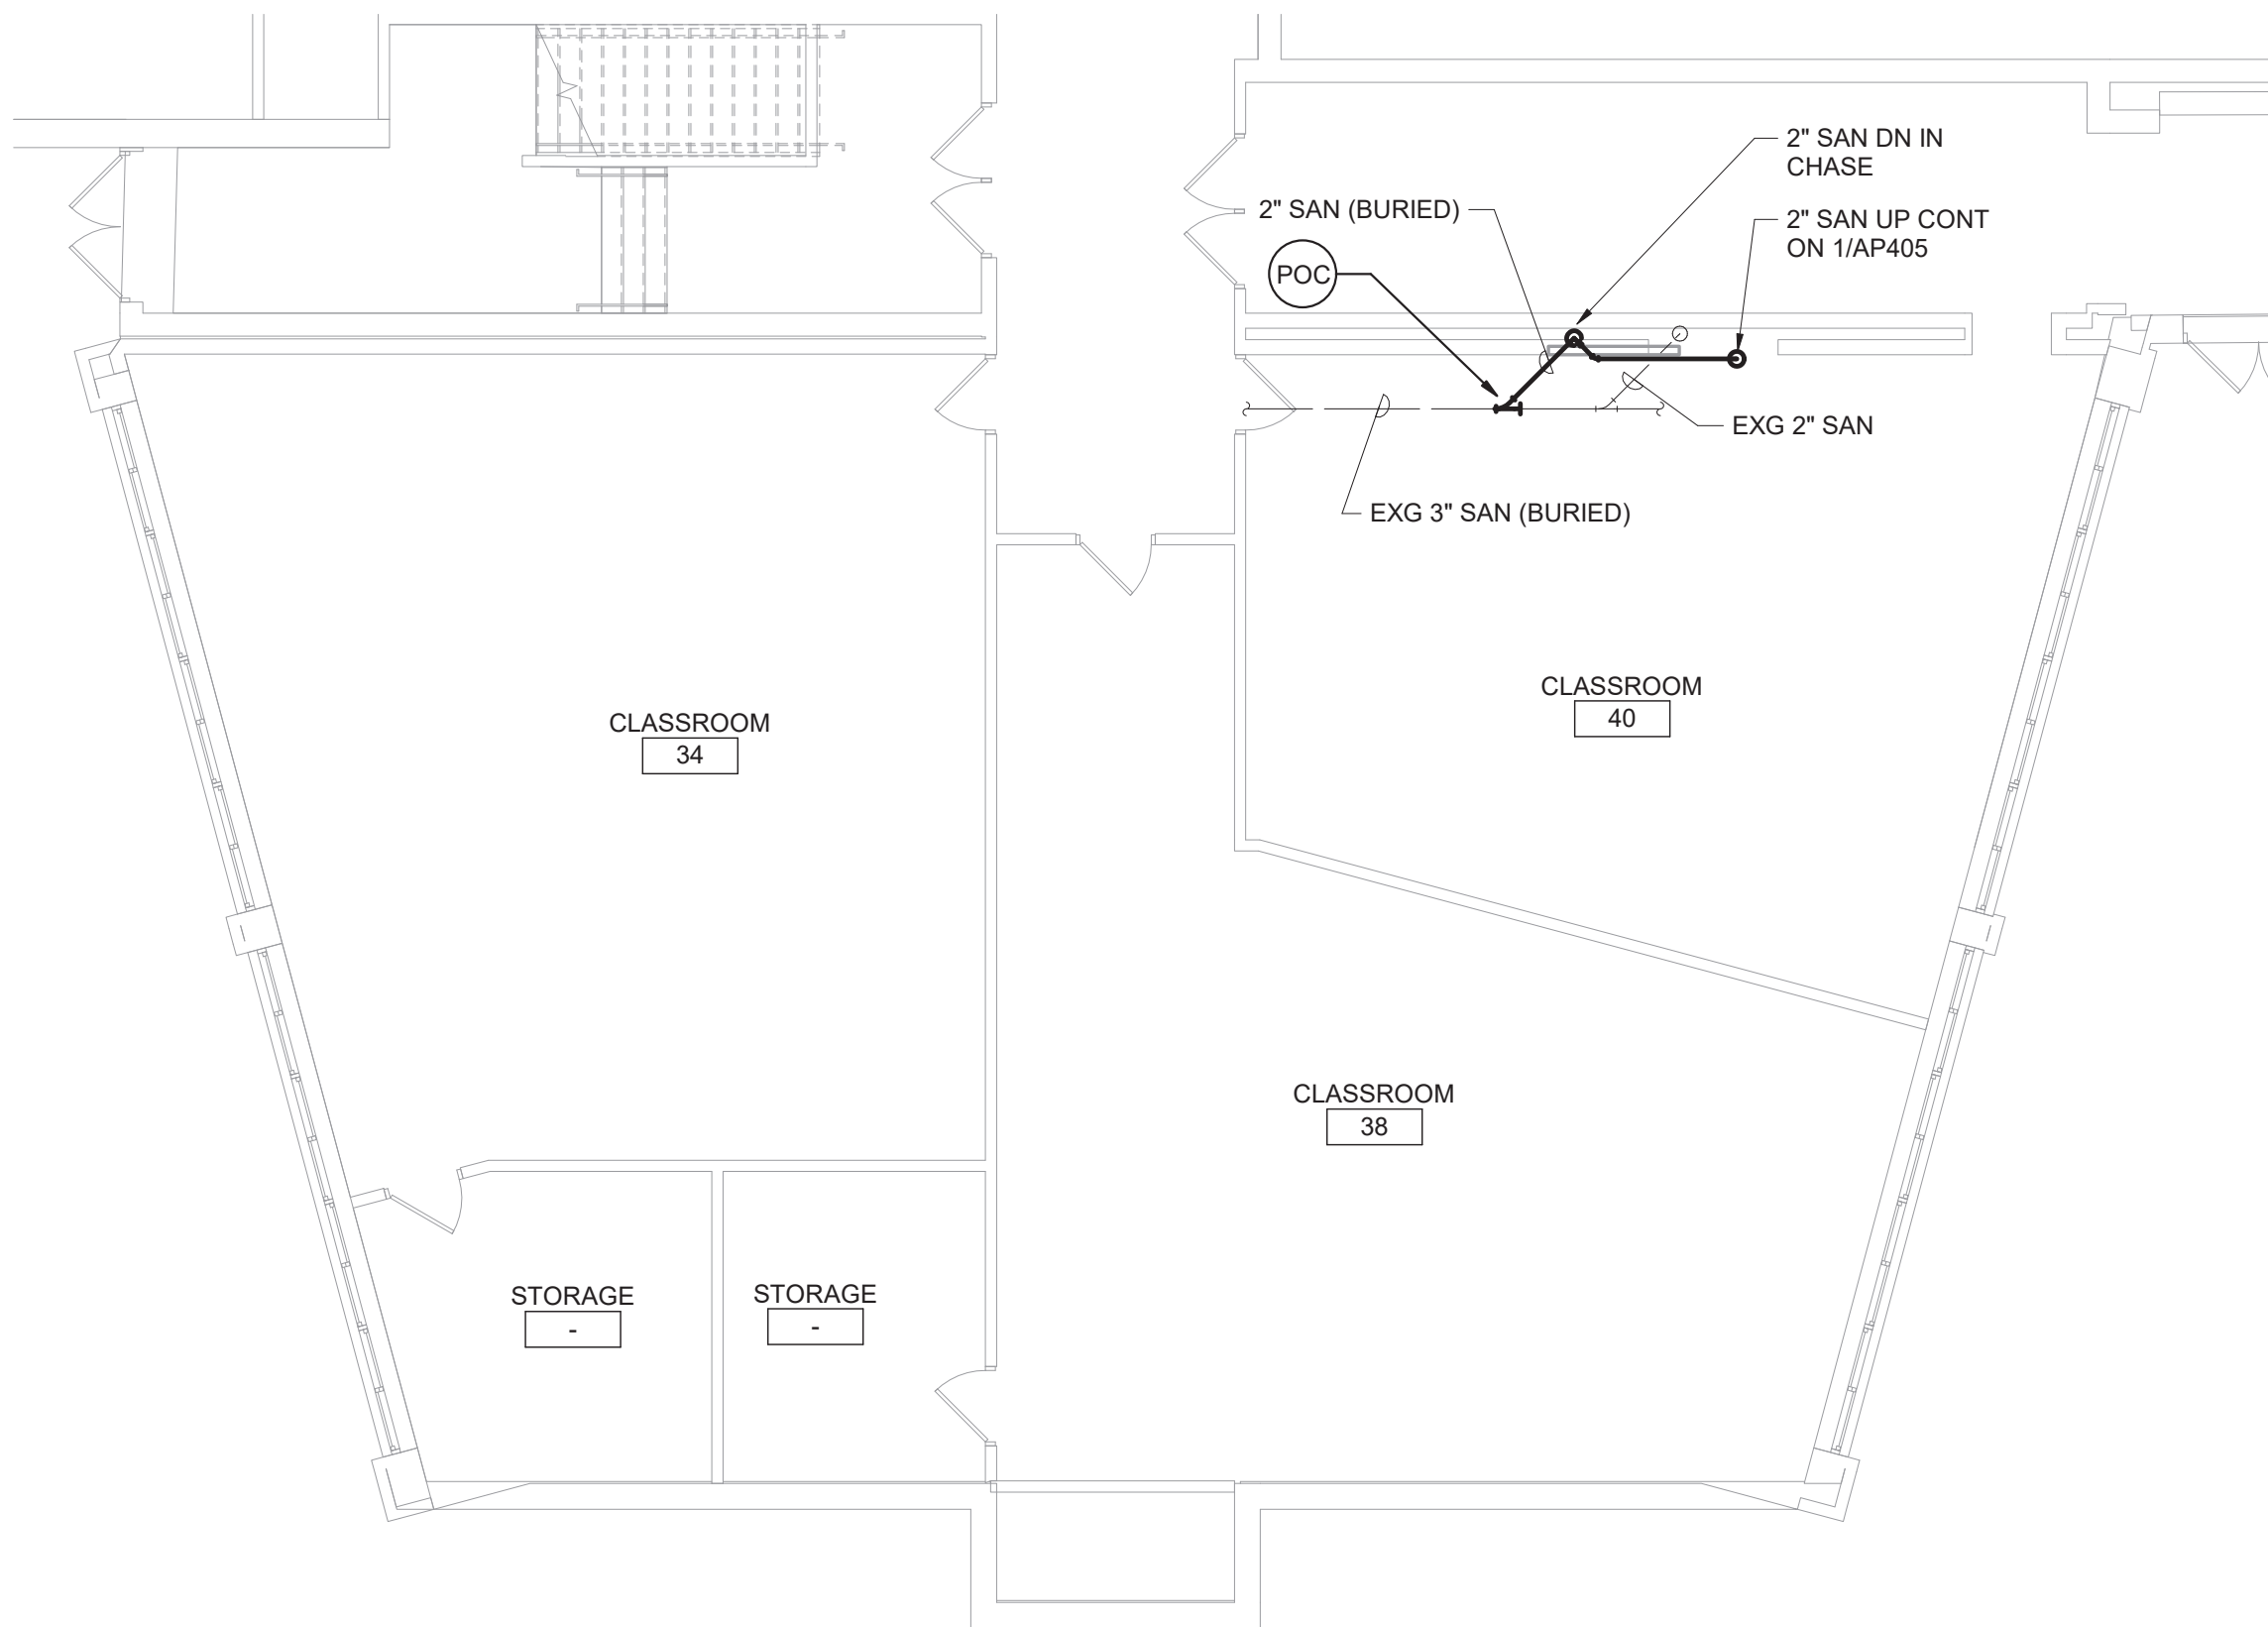 2" SAN DN IN
CHASE
2" SAN (BURIED)
2" SAN UP CONT
ON 1/AP405
POC
EXG 2" SAN
EXG 3" SAN (BURIED)
CLASSROOM
40
CLASSROOM
34
CLASSROOM
38
STORAGE
-
STORAGE
-